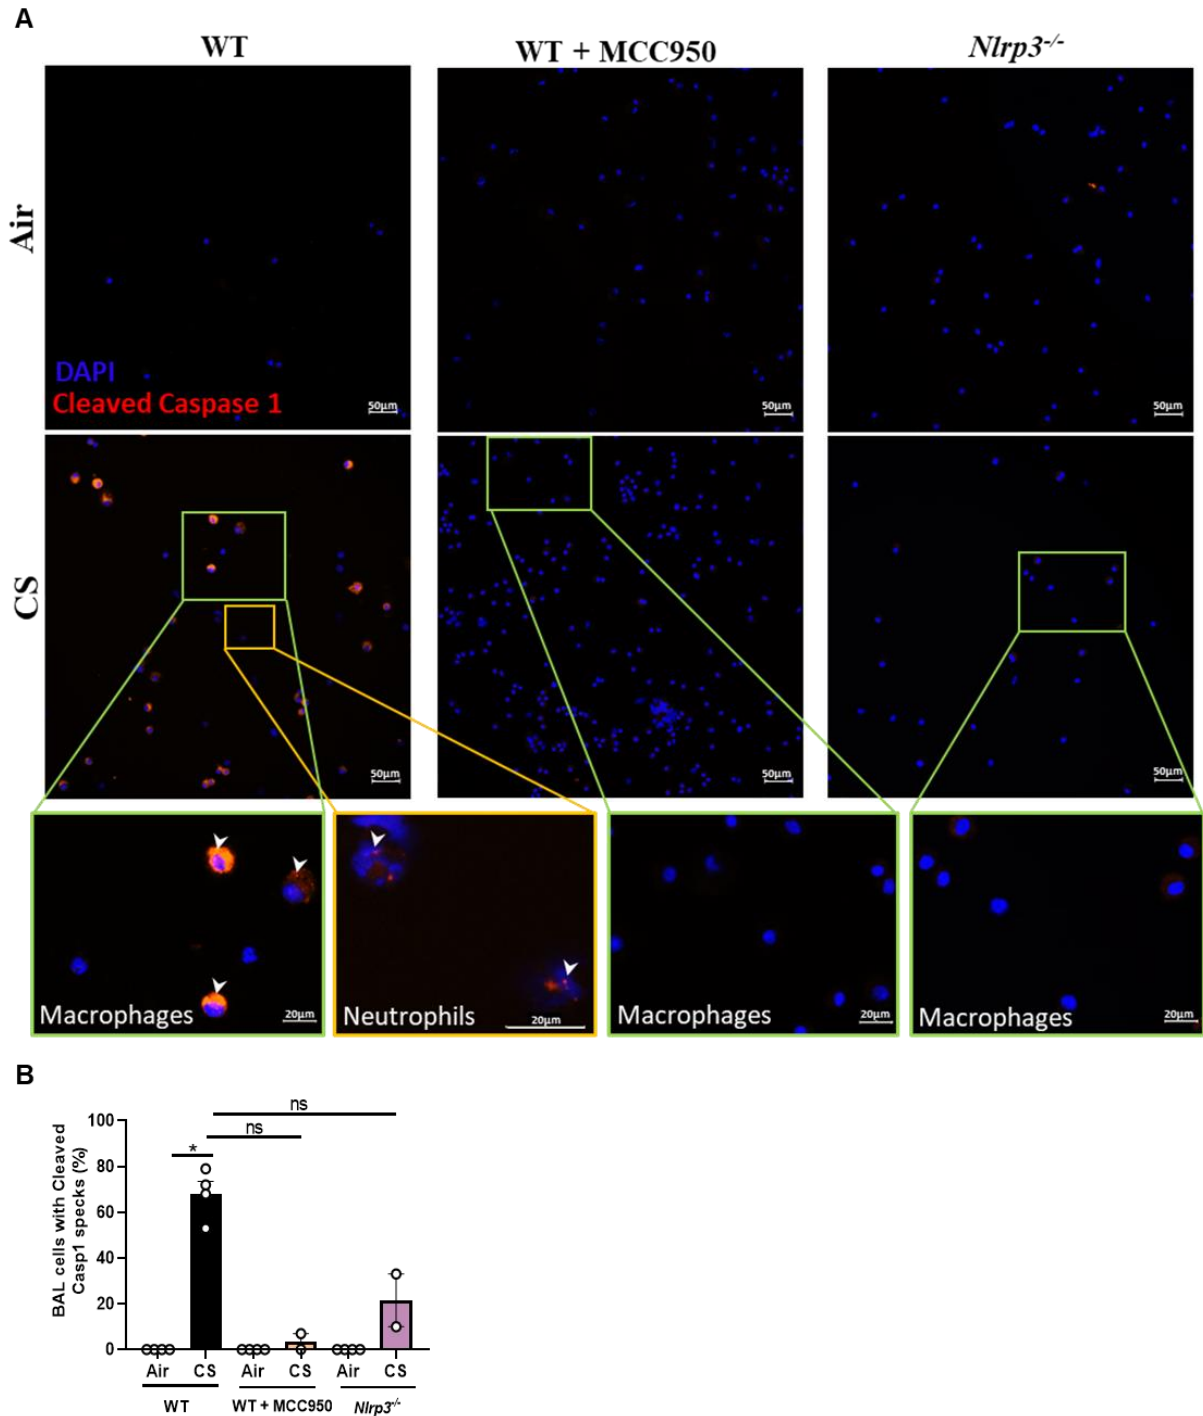 A
WT
WT + MCC950
Nlrp3-/-
Air
DAPI
Cleaved Caspase 1
50µm
50µm
50µm
CS
50µm
50µm
50µm
Macrophages
20µm
Neutrophils
20µm
Macrophages
20µm
Macrophages
20µm
B
BAL cells with Cleaved
Casp1 specks (%)
100
80
60
40
20
0
ns
ns
*
Air
CS
Air
CS
Air
CS
WT
WT + MCC950
Nlrp3-/-